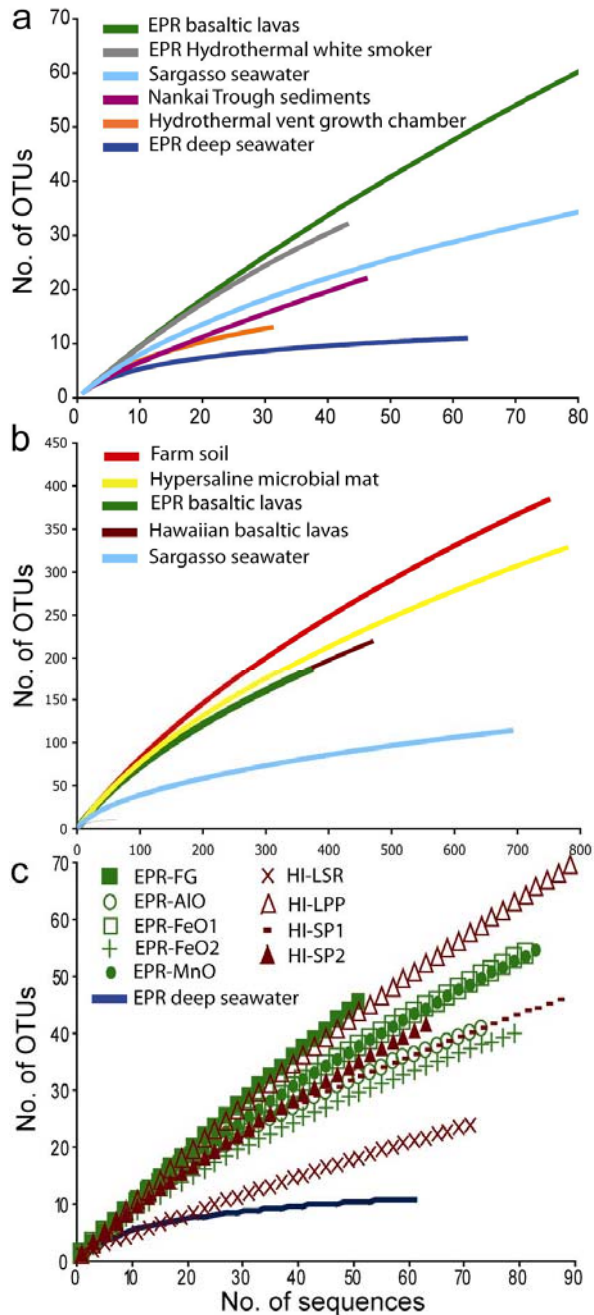 a
70
60
50
40
30
20
10
0
No. of OTUs
EPR basaltic lavas
EPR Hydrothermal white smoker
Sargasso seawater
Nankai Trough sediments
Hydrothermal vent growth chamber
EPR deep seawater
0 10 20 30 40 50 60 70 80
b
450
400
350
300
250
200
150
100
50
0
No. of OTUs
Farm soil
Hypersaline microbial mat
EPR basaltic lavas
Hawaiian basaltic lavas
Sargasso seawater
0 100 200 300 400 500 600 700 800
c
70
60
50
40
30
20
10
0
No. of OTUs
EPR-FG
EPR-AlO
EPR-FeO1
EPR-FeO2
EPR-MnO
EPR deep seawater
HI-LSR
HI-LPP
HI-SP1
HI-SP2
0 10 20 30 40 50 60 70 80 90
No. of sequences